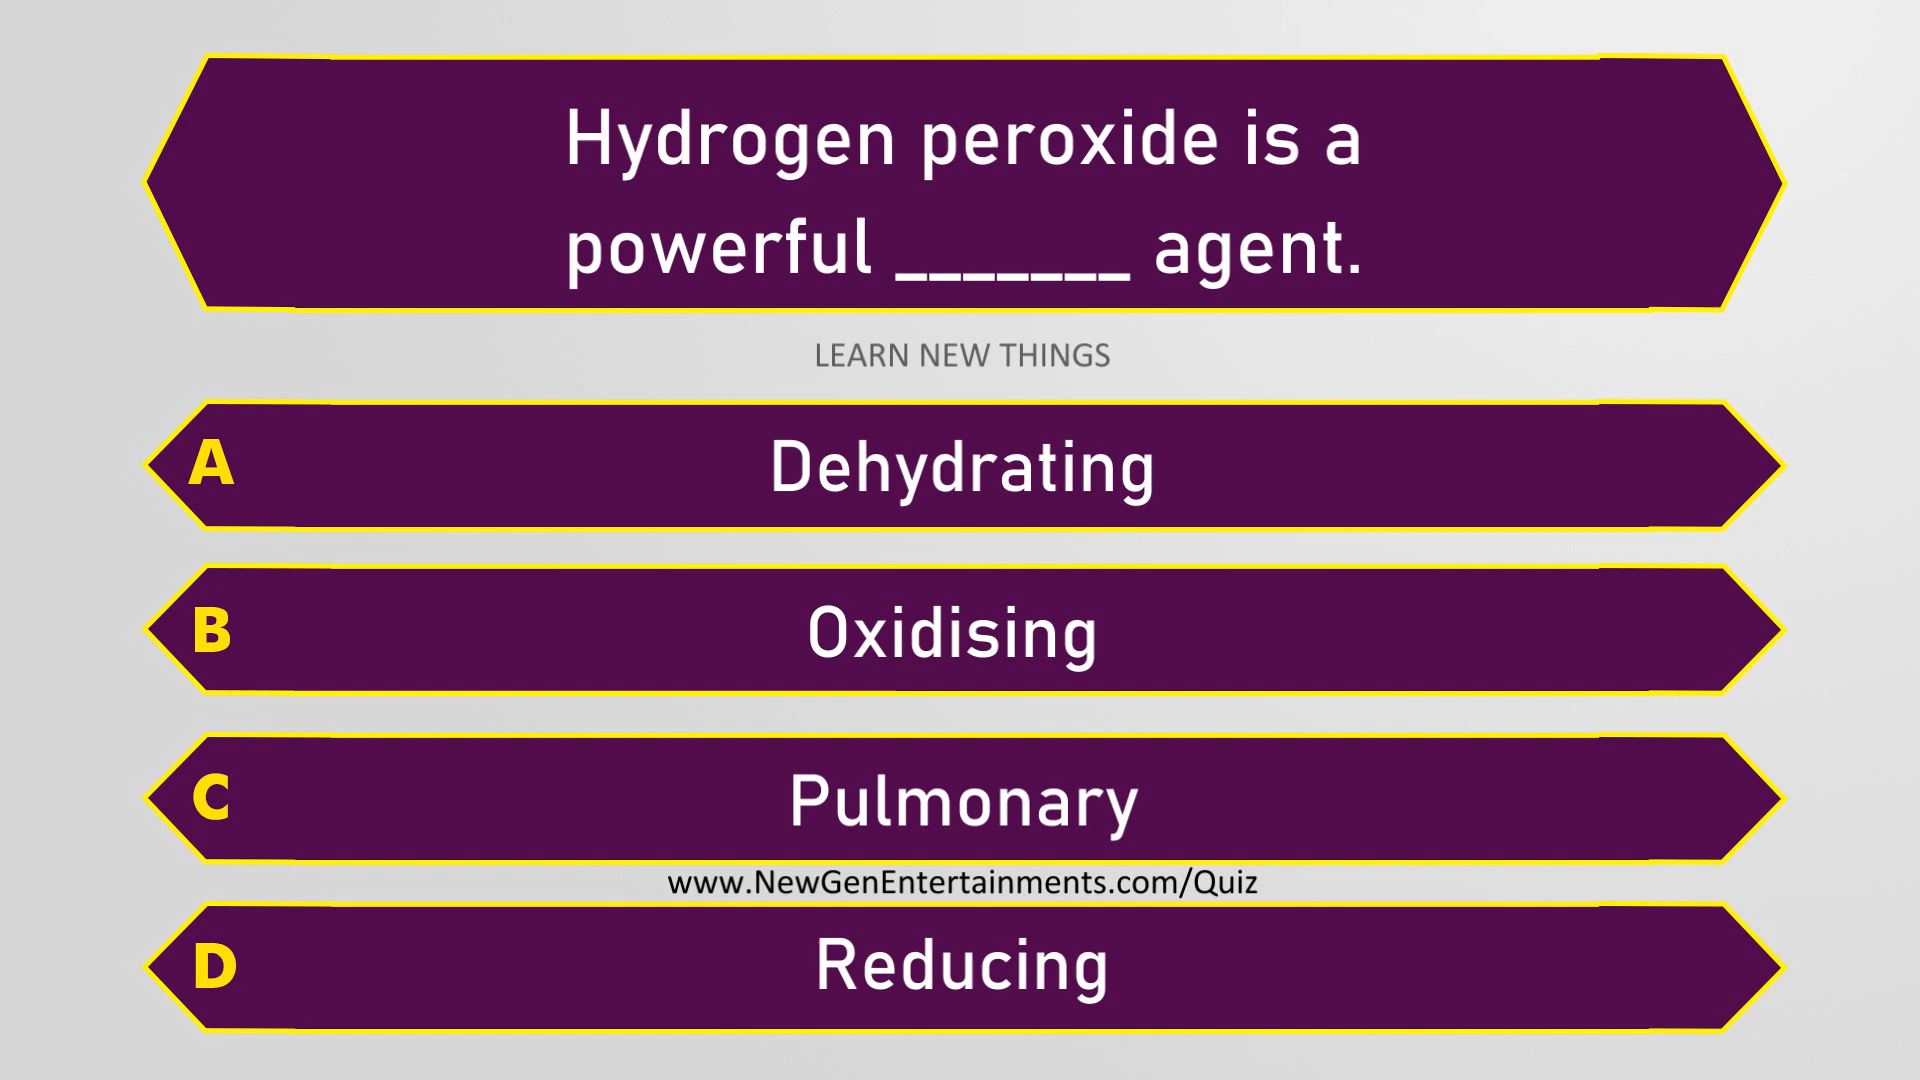 Hydrogen peroxide is a
powerful _______ agent.
LEARN NEW THINGS
A Dehydrating
B Oxidising
C Pulmonary
www.NewGenEntertainments.com/Quiz
D Reducing